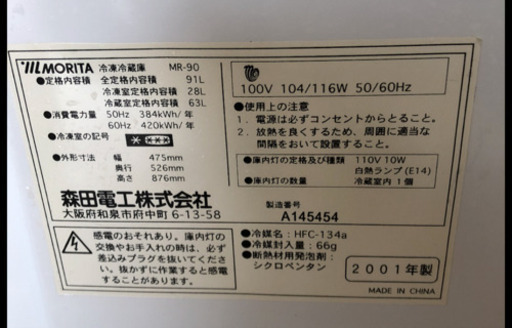 MORITA 冷凍冷蔵庫 MR-90
●定格内容積 全定格内容積 91L
冷凍室定格内容積 28L
冷蔵室定格内容積 63L
●消費電力量 50Hz 384kWh/年
60Hz 420kWh/年
●冷凍室の記号
●外形寸法 幅 475mm
奥行 526mm
高さ 876mm
森田電工株式会社
大阪府和泉市府中町 6-13-58
感電のおそれあり。庫内灯の
交換やお手入れの時は、必ず
差込みプラグを抜いてくださ
い。抜かずに作業すると感電
することがあります。
100V 104/116W 50/60Hz
●使用上の注意
1. 電源は必ずコンセントからとること。
2. 放熱を良くするため、周囲に適当な
間隔をおいて設置すること。
●庫内灯の定格及び種類 110V 10W
白熱ランプ(E14)
●庫内灯の数量 冷蔵室内1個
製造番号
A145454
●冷媒名:HFC-134a
●冷媒封入量:66g
●断熱材用発泡剤:
シクロペンタン
2001年製
MADE IN CHINA